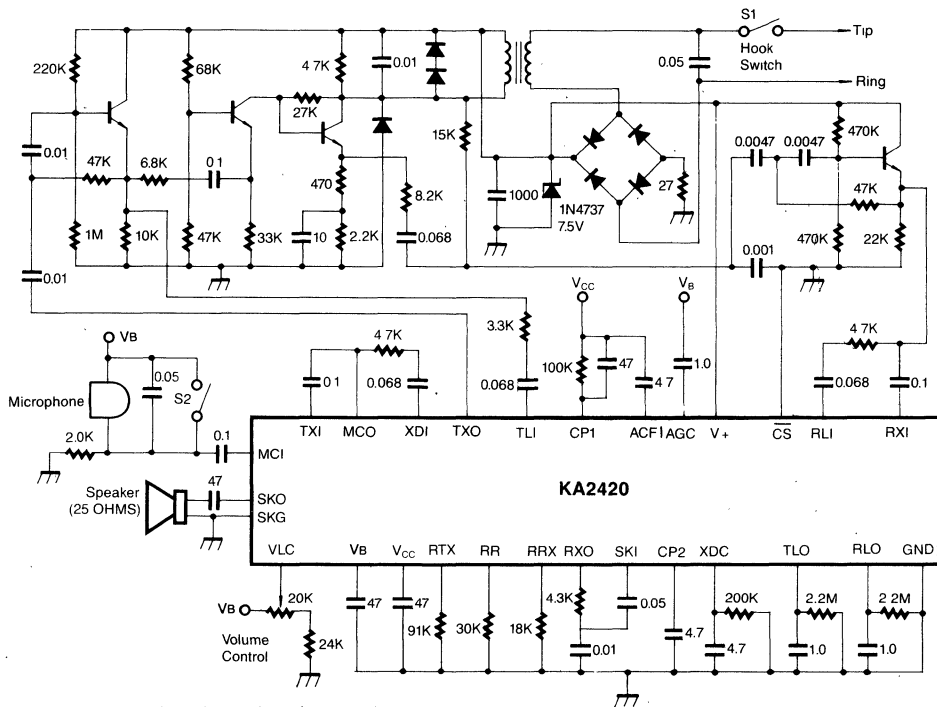 S1
Tip
Hook
Switch
Ring
220K
68K
4 7K
0.01
0.05
27K
15K
470K
0.0047
0.0047
0.01
47K
6.8K
0 1
470
8.2K
1000
1N4737
7.5V
27
47K
1M
10K
47K
33K
10
2.2K
0.068
470K
22K
0.01
0.001
VCC
VB
3.3K
4 7K
VB
4 7K
100K
47
1.0
0.05
S2
Microphone
0 1
0.068
0.068
4 7
0.068
0.1
2.0K
0.1
TXI
MCO
XDI
TXO
TLI
CP1
ACF1
AGC
V+
CS
RLI
RXI
MCI
KA2420
Speaker
(25 OHMS)
47
SKO
SKG
VLC
VB
VCC
RTX
RR
RRX
RXO
SKI
CP2
XDC
TLO
RLO
GND
VB
20K
47
47
4.3K
0.05
200K
2.2M
2 2M
Volume
Control
24K
91K
30K
18K
0.01
4.7
4.7
1.0
1.0